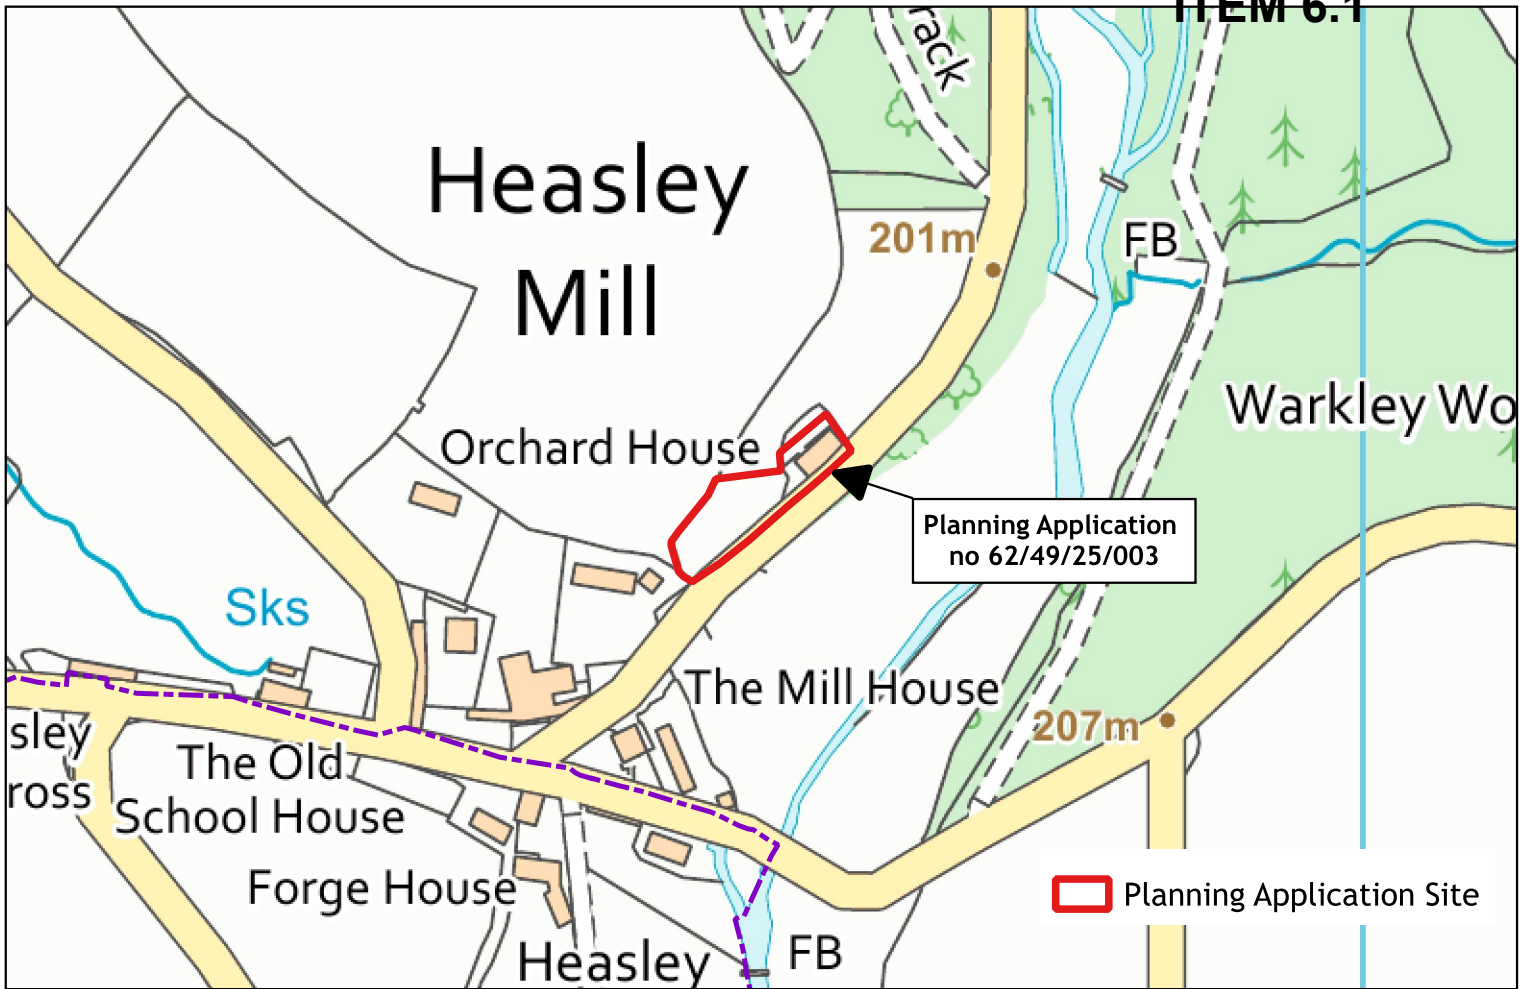 ITEM 6.1
rack
Heasley
Mill
201m
FB
Warkley Wo
Orchard House
Planning Application
no 62/49/25/003
Sks
The Mill House
207m
sley
ross
The Old
School House
Forge House
Planning Application Site
Heasley
FB